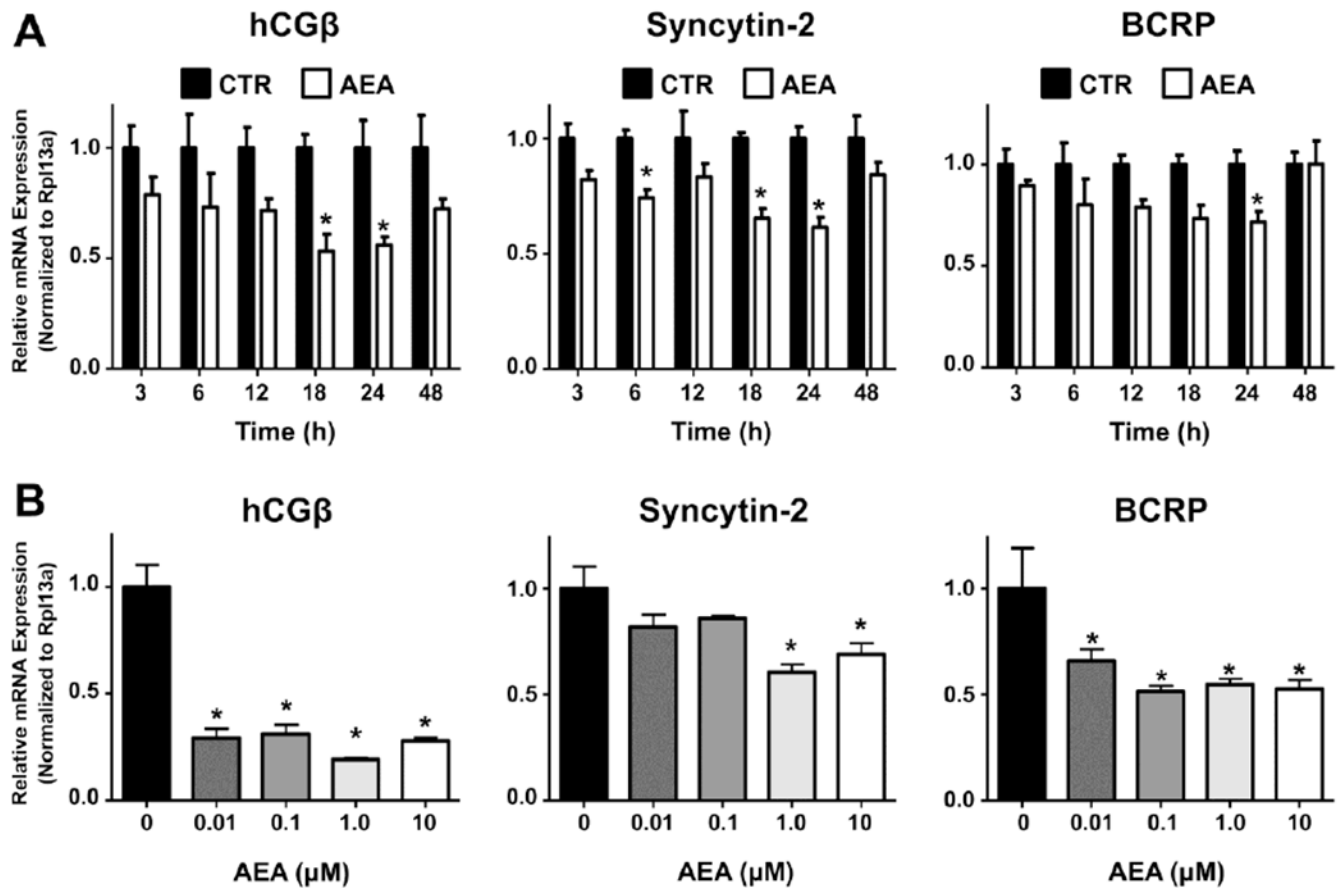 A
hCGβ
Syncytin-2
BCRP
CTR AEA
CTR AEA
CTR AEA
Relative mRNA Expression
(Normalized to Rpl13a)
1.0
0.5
0.0
*
*
3 6 12 18 24 48
Time (h)
1.0
0.5
0.0
*
*
*
3 6 12 18 24 48
Time (h)
1.0
0.5
0.0
*
3 6 12 18 24 48
Time (h)
B
hCGβ
Syncytin-2
BCRP
Relative mRNA Expression
(Normalized to Rpl13a)
1.0
0.5
0.0
* * * *
0 0.01 0.1 1.0 10
AEA (µM)
1.0
0.5
0.0
* *
0 0.01 0.1 1.0 10
AEA (µM)
1.0
0.5
0.0
* * * *
0 0.01 0.1 1.0 10
AEA (µM)